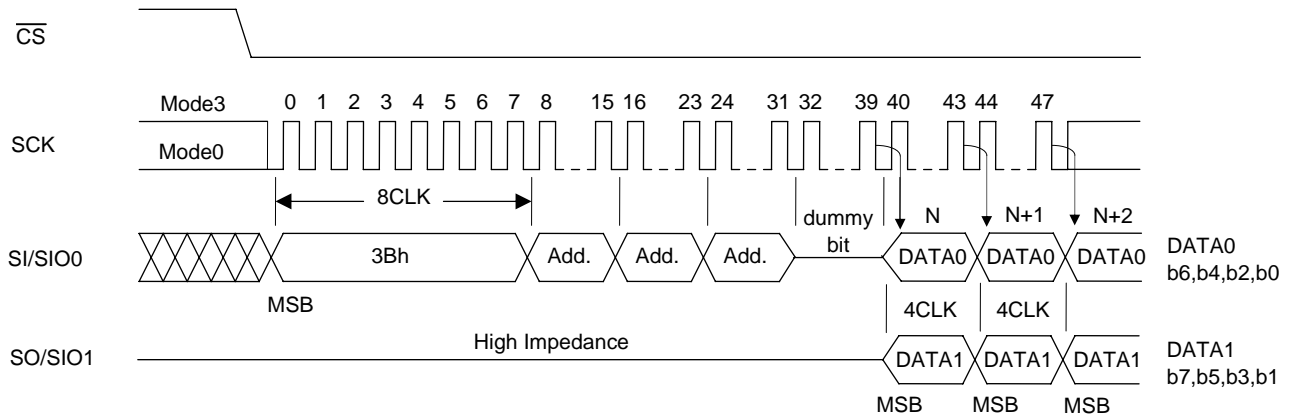 CS
Mode3 0 1 2 3 4 5 6 7 8 15 16 23 24 31 32 39 40 43 44 47
SCK
Mode0
8CLK
dummy
bit
N N+1 N+2
SI/SIO0 3Bh Add. Add. Add. DATA0 DATA0 DATA0
DATA0
b6,b4,b2,b0
MSB
4CLK 4CLK
High Impedance
SO/SIO1 DATA1 DATA1 DATA1
DATA1
b7,b5,b3,b1
MSB MSB MSB